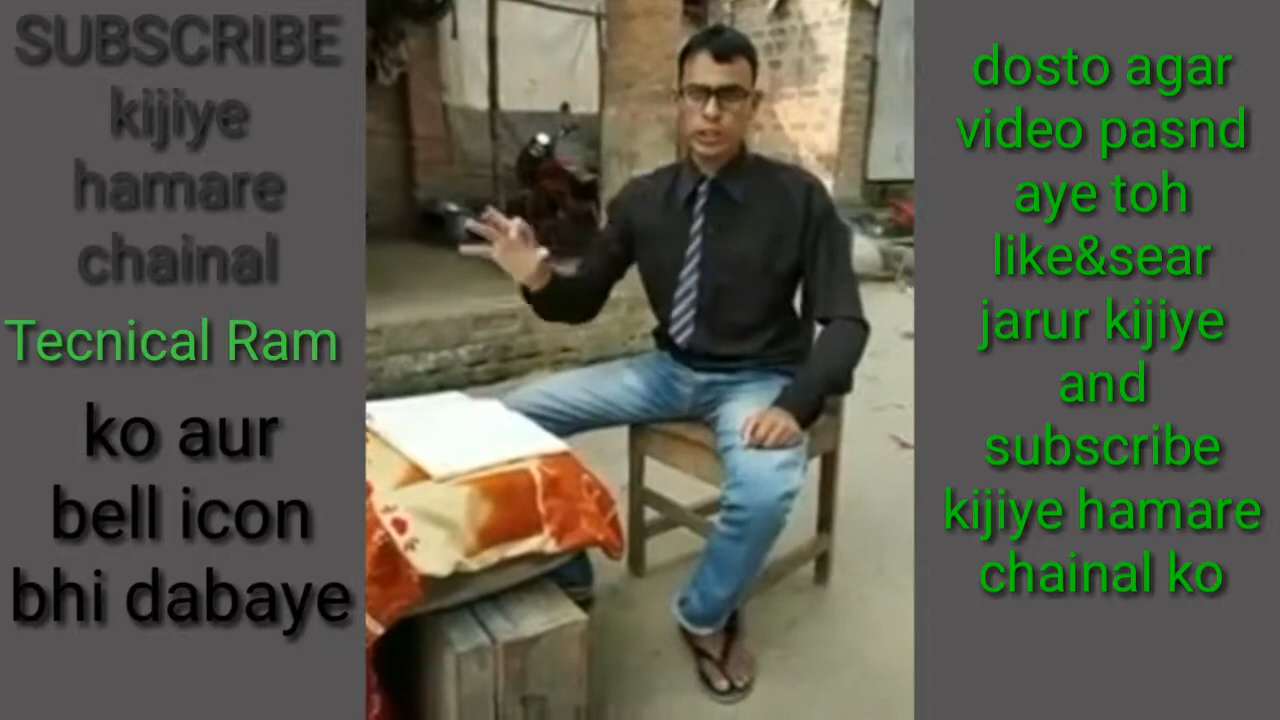 SUBSCRIBE
kijiye
hamare
chainal
Tecnical Ram
ko aur
bell icon
bhi dabaye
dosto agar
video pasnd
aye toh
like&sear
jarur kijiye
and
subscribe
kijiye hamare
chainal ko